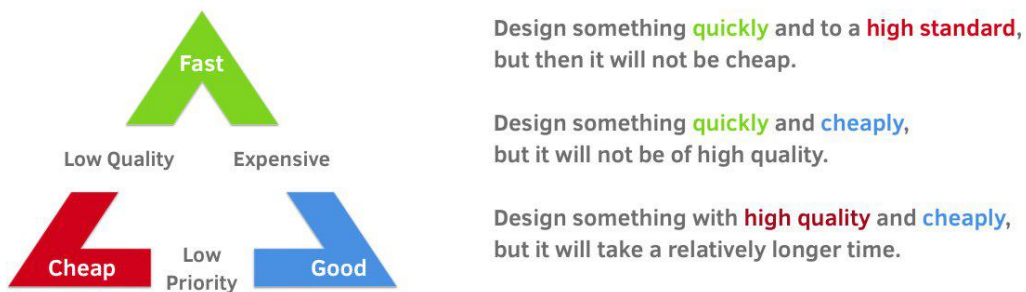 Fast
Low Quality
Expensive
Cheap
Low
Priority
Good
Design something quickly and to a high standard,
but then it will not be cheap.
Design something quickly and cheaply,
but it will not be of high quality.
Design something with high quality and cheaply,
but it will take a relatively longer time.